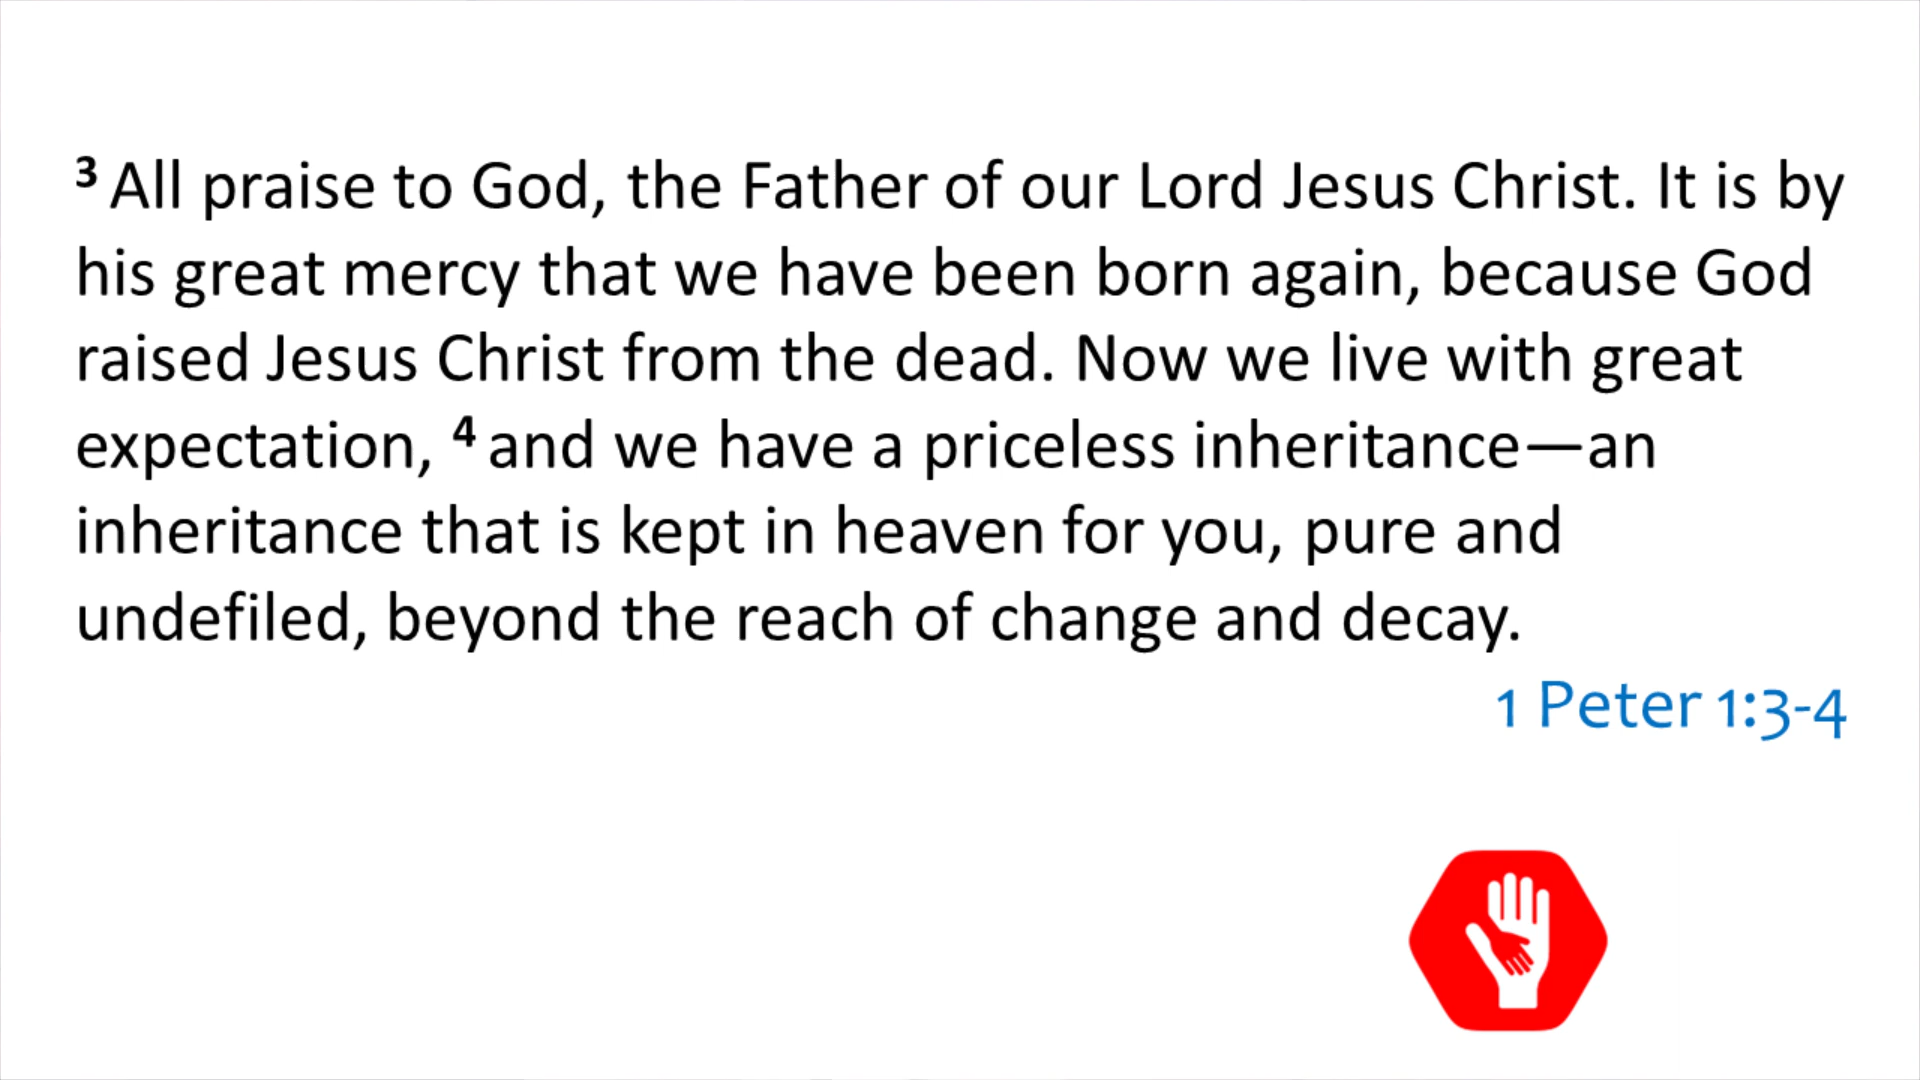 ³ All praise to God, the Father of our Lord Jesus Christ. It is by
his great mercy that we have been born again, because God
raised Jesus Christ from the dead. Now we live with great
expectation, ⁴ and we have a priceless inheritance—an
inheritance that is kept in heaven for you, pure and
undefiled, beyond the reach of change and decay.
1 Peter 1:3-4